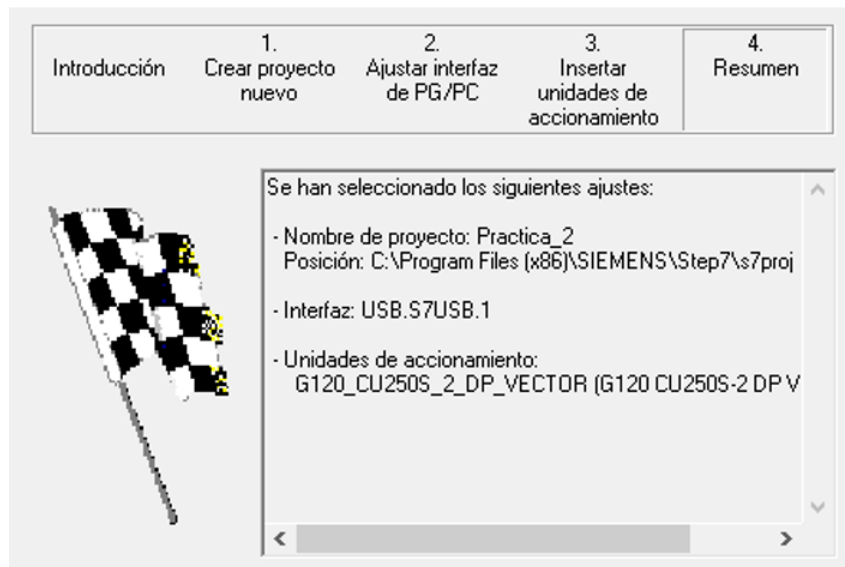 Introducción
1.
Crear proyecto
nuevo
2.
Ajustar interfaz
de PG/PC
3.
Insertar
unidades de
accionamiento
4.
Resumen
Se han seleccionado los siguientes ajustes:
- Nombre de proyecto: Practica_2
Posición: C:\Program Files (x86)\SIEMENS\Step7\s7proj
- Interfaz: USB.S7USB.1
- Unidades de accionamiento:
G120_CU250S_2_DP_VECTOR (G120 CU250S-2 DP V